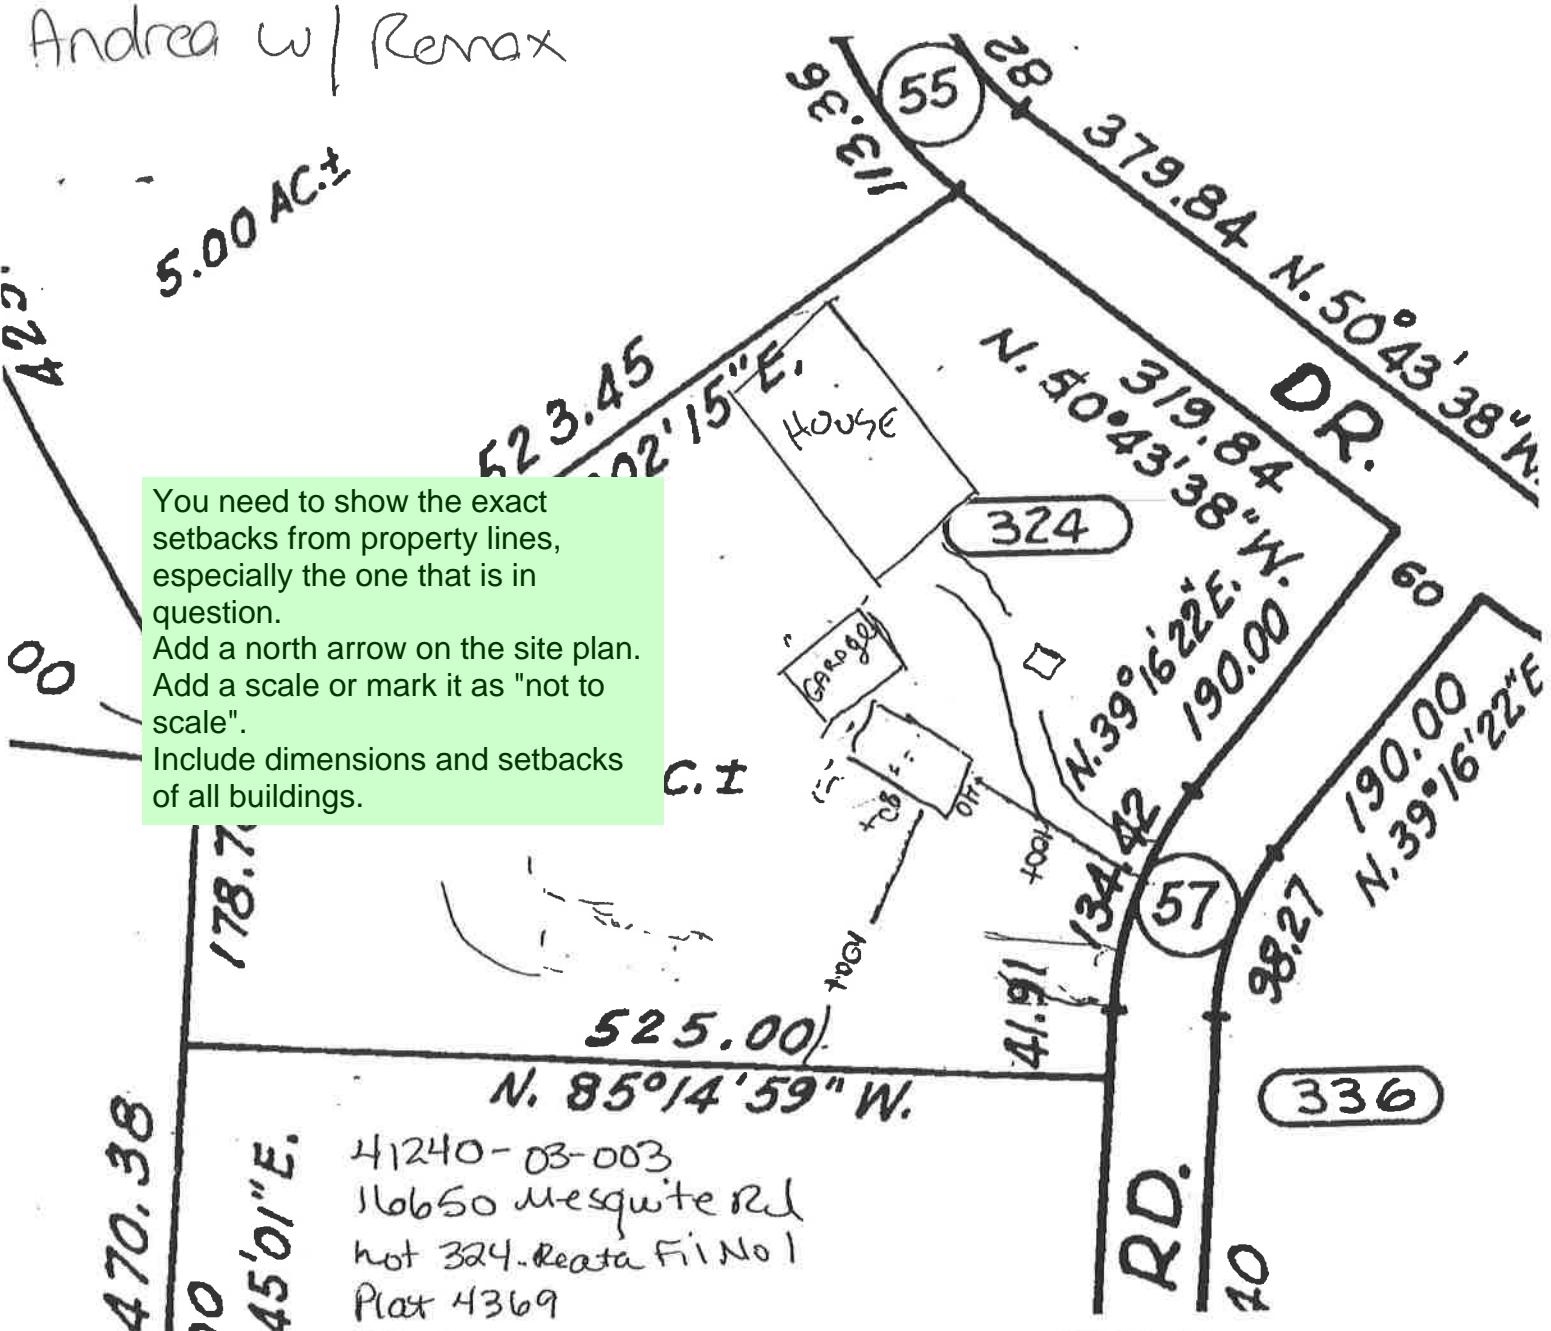 Andrea w/ Remax
55
28
113.36
379.84 N. 50°43'38"W.
5.00 AC.±
523.45
02'15"E.
HOUSE
319.84
N. 50°43'38"W.
DR.
324
60
You need to show the exact
setbacks from property lines,
especially the one that is in
question.
Add a north arrow on the site plan.
Add a scale or mark it as "not to
scale".
Include dimensions and setbacks
of all buildings.
00
GARAGE
N.39°16'22"E.
190.00
190.00
N.39°16'22"E
C.±
134.42
57
98.27
178.7
41.91
525.00
N. 85°14'59"W.
336
470.38
45'01"E.
41240-03-003
16650 Mesquite Rd
Lot 324. Reata Fil No 1
Plat 4369
RD.